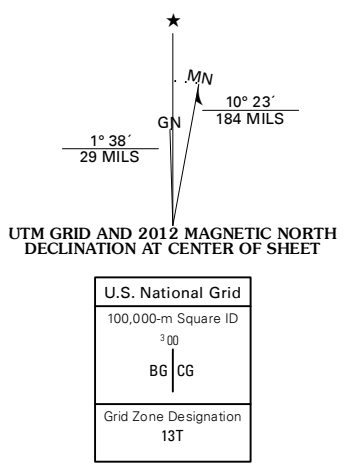 ★
MN
GN
10° 23´
184 MILS
1° 38´
29 MILS
UTM GRID AND 2012 MAGNETIC NORTH
DECLINATION AT CENTER OF SHEET
U.S. National Grid
100,000-m Square ID
³00
BG CG
Grid Zone Designation
13T